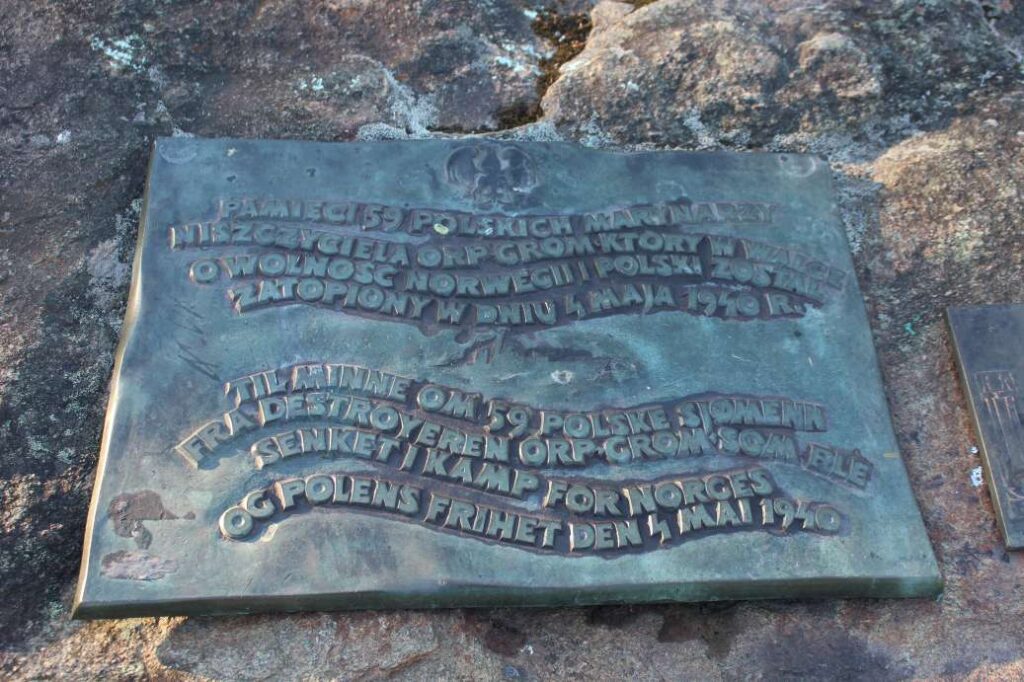 PAMIĘCI 59 POLSKICH MARYNARZY
NISZCZYCIELA ORP·GROM·KTÓRY W WALCE
O WOLNOŚĆ NORWEGII I POLSKI ZOSTAŁ
ZATOPIONY W DNIU 4 MAJA 1940 R.
TIL MINNE OM 59 POLSKE SJØMENN
FRA DESTROYEREN ORP·GROM·SOM BLE
SENKET I KAMP FOR NORGES
OG POLENS FRIHET DEN 4 MAI 1940